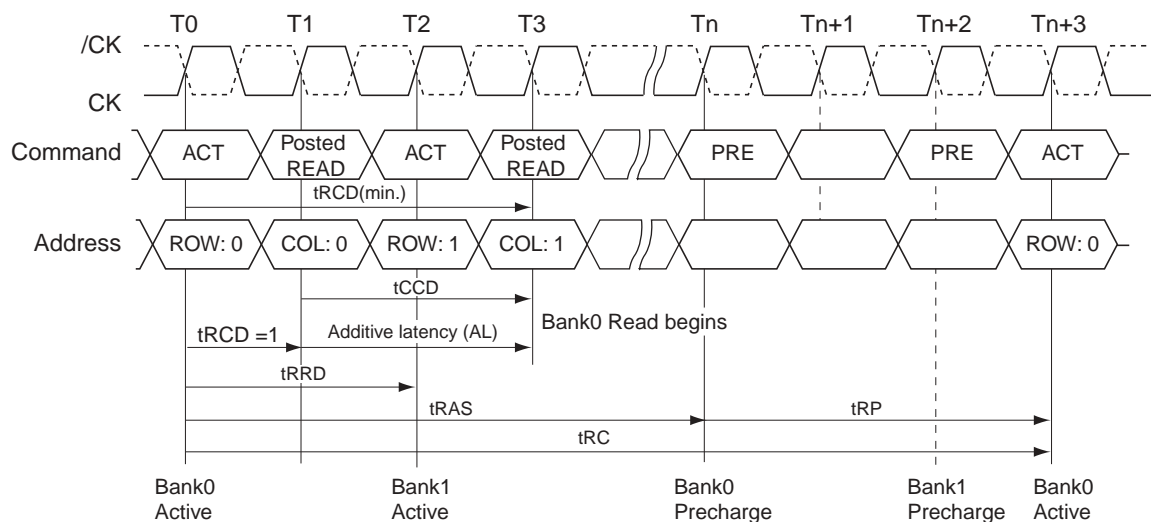 T0 T1 T2 T3 Tn Tn+1 Tn+2 Tn+3
/CK
CK
Command ACT Posted READ ACT Posted READ PRE PRE ACT
tRCD(min.)
Address ROW: 0 COL: 0 ROW: 1 COL: 1 ROW: 0
tCCD
Bank0 Read begins
tRCD =1 Additive latency (AL)
tRRD
tRAS tRP
tRC
Bank0 Active Bank1 Active Bank0 Precharge Bank1 Precharge Bank0 Active